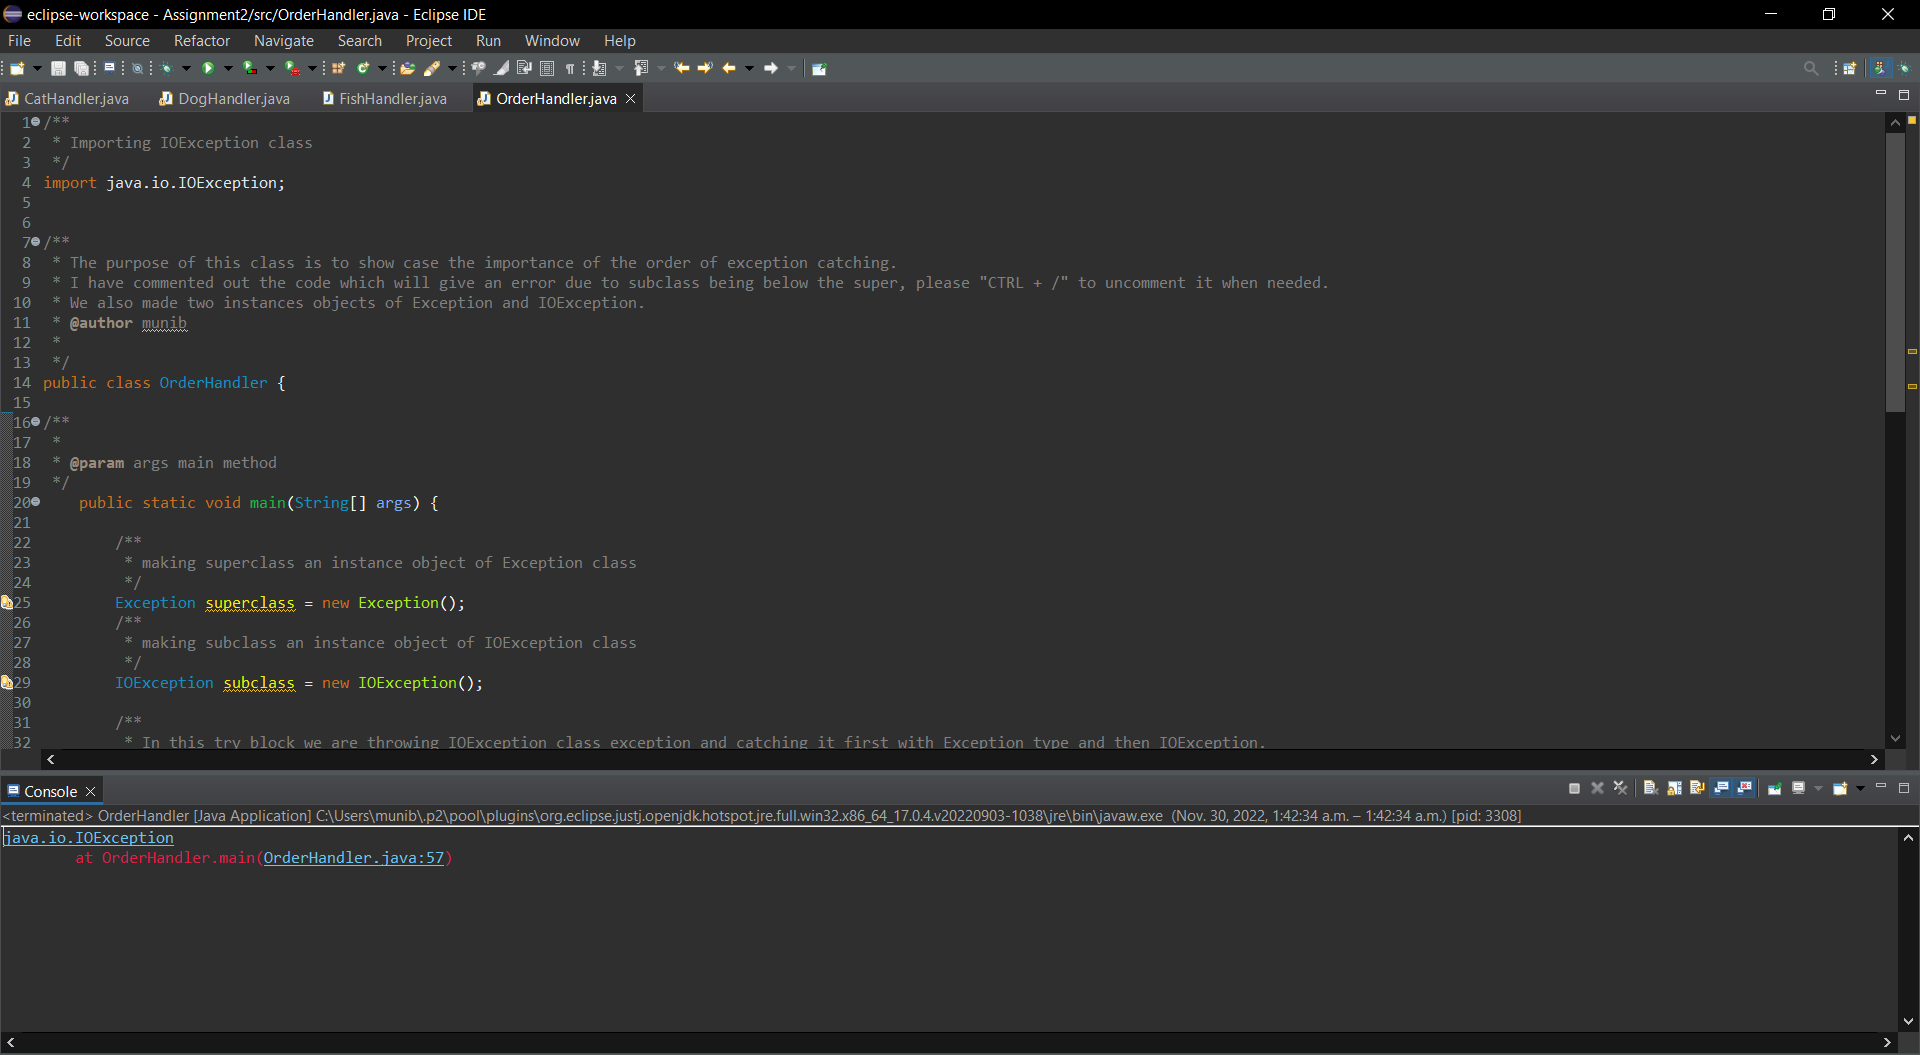 eclipse-workspace - Assignment2/src/OrderHandler.java - Eclipse IDE
File Edit Source Refactor Navigate Search Project Run Window Help
CatHandler.java DogHandler.java FishHandler.java OrderHandler.java
1 /**
2 * Importing IOException class
3 */
4 import java.io.IOException;
5
6
7 /**
8 * The purpose of this class is to show case the importance of the order of exception catching.
9 * I have commented out the code which will give an error due to subclass being below the super, please "CTRL + /" to uncomment it when needed.
10 * We also made two instances objects of Exception and IOException.
11 * @author munib
12 *
13 */
14 public class OrderHandler {
15
16 /**
17 *
18 * @param args main method
19 */
20 public static void main(String[] args) {
21
22 /**
23 * making superclass an instance object of Exception class
24 */
25 Exception superclass = new Exception();
26 /**
27 * making subclass an instance object of IOException class
28 */
29 IOException subclass = new IOException();
30
31 /**
32 * In this try block we are throwing IOException class exception and catching it first with Exception type and then IOException.
Console
<terminated> OrderHandler [Java Application] C:\Users\munib\.p2\pool\plugins\org.eclipse.justj.openjdk.hotspot.jre.full.win32.x86_64_17.0.4.v20220903-1038\jre\bin\javaw.exe (Nov. 30, 2022, 1:42:34 a.m. – 1:42:34 a.m.) [pid: 3308]
java.io.IOException
at OrderHandler.main(OrderHandler.java:57)